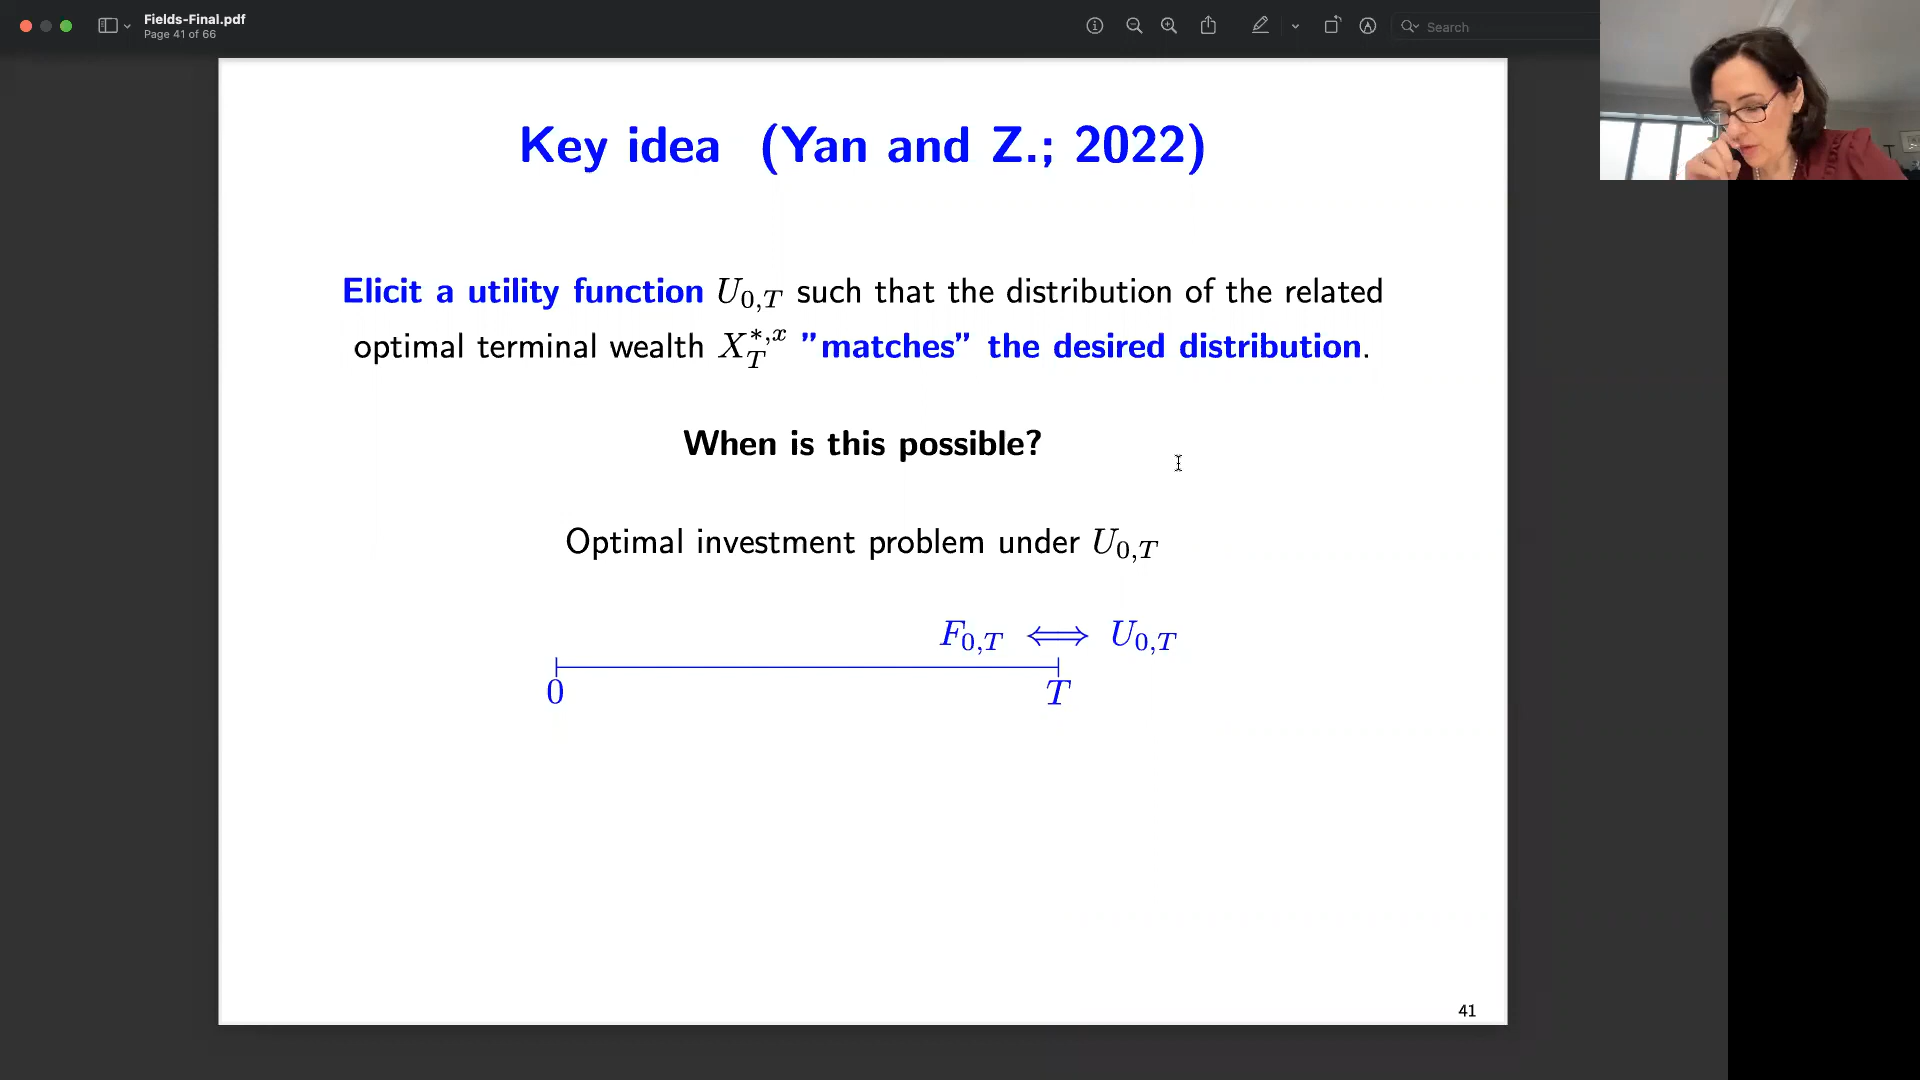 Fields-Final.pdf
Page 41 of 66
Search
Key idea (Yan and Z.; 2022)
Elicit a utility function $U_{0,T}$ such that the distribution of the related
optimal terminal wealth $X_T^{*,x}$ "matches" the desired distribution.
When is this possible?
Optimal investment problem under $U_{0,T}$
$F_{0,T} \Longleftrightarrow U_{0,T}$
0 T
41